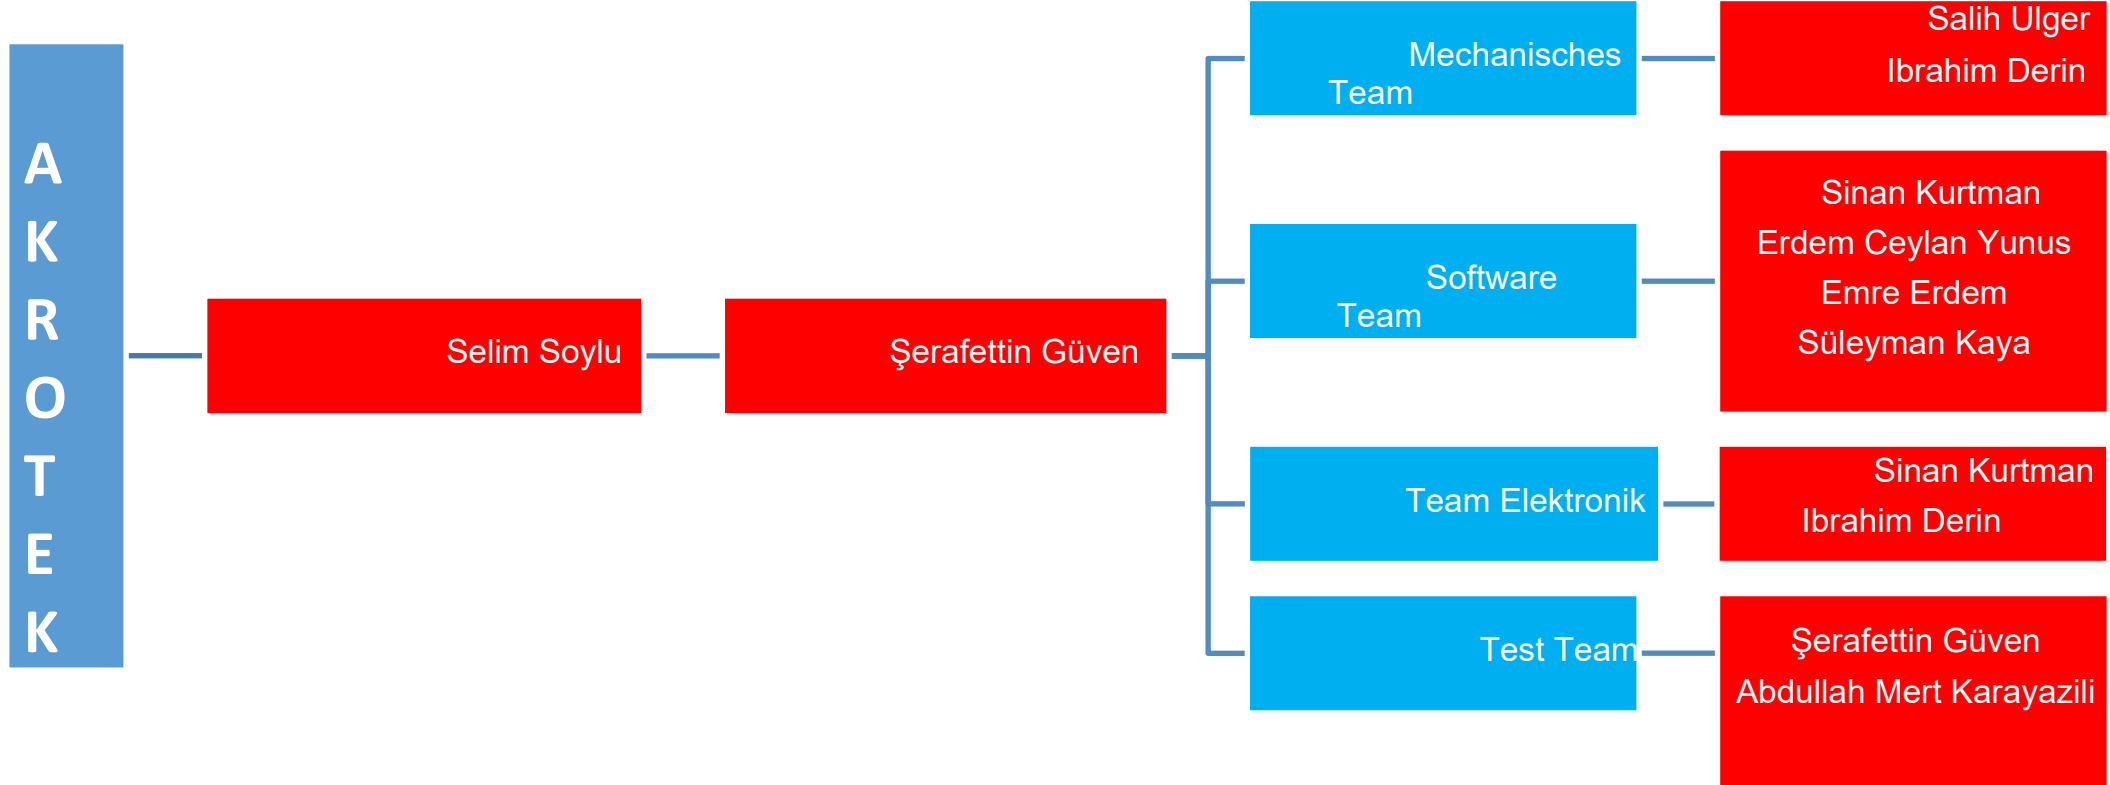 A
K
R
O
T
E
K
Selim Soylu
Şerafettin Güven
Mechanisches
Team
Salih Ulger
Ibrahim Derin
Software
Team
Sinan Kurtman
Erdem Ceylan Yunus
Emre Erdem
Süleyman Kaya
Team Elektronik
Sinan Kurtman
Ibrahim Derin
Test Team
Şerafettin Güven
Abdullah Mert Karayazili